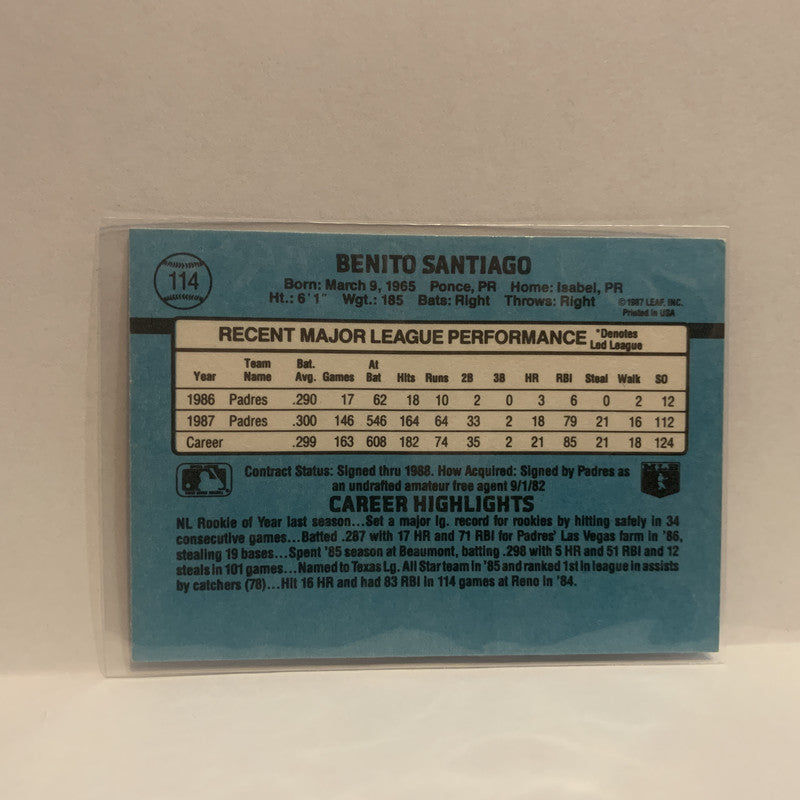 114
BENITO SANTIAGO
Born: March 9, 1965 Ponce, PR Home: Isabel, PR
Ht.: 6'1" Wgt.: 185 Bats: Right Throws: Right
©1987 LEAF, INC.
Printed in USA
RECENT MAJOR LEAGUE PERFORMANCE *Denotes Led League
Year Team Name Bat. Avg. Games At Bat Hits Runs 2B 3B HR RBI Steal Walk SO
1986 Padres .290 17 62 18 10 2 0 3 6 0 2 12
1987 Padres .300 146 546 164 64 33 2 18 79 21 16 112
Career .299 163 608 182 74 35 2 21 85 21 18 124
Contract Status: Signed thru 1988. How Acquired: Signed by Padres as
an undrafted amateur free agent 9/1/82
CAREER HIGHLIGHTS
NL Rookie of Year last season...Set a major lg. record for rookies by hitting safely in 34
consecutive games...Batted .287 with 17 HR and 71 RBI for Padres' Las Vegas farm in '86,
stealing 19 bases...Spent '85 season at Beaumont, batting .298 with 5 HR and 51 RBI and 12
steals in 101 games...Named to Texas Lg. All Star team in '85 and ranked 1st in league in assists
by catchers (78)...Hit 16 HR and had 83 RBI in 114 games at Reno in '84.